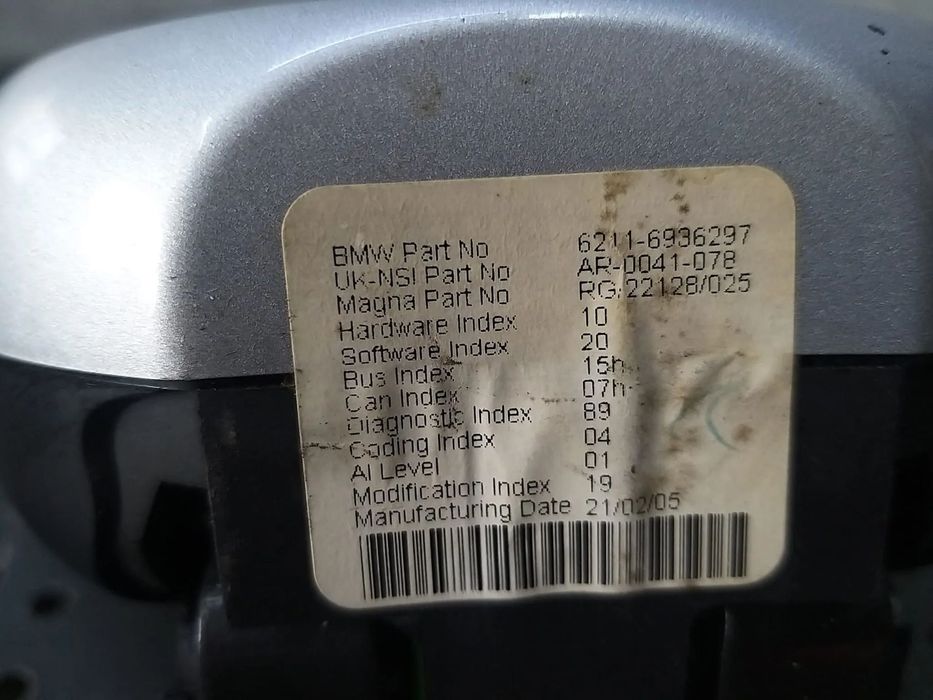 BMW Part No 6211-6936297
UK-NSI Part No AR-0041-078
Magna Part No RG/22128/025
Hardware Index 10
Software Index 20
Bus Index 15h
Can Index 07h
Diagnostic Index 89
Coding Index 04
AI Level 01
Modification Index 19
Manufacturing Date 21/02/05